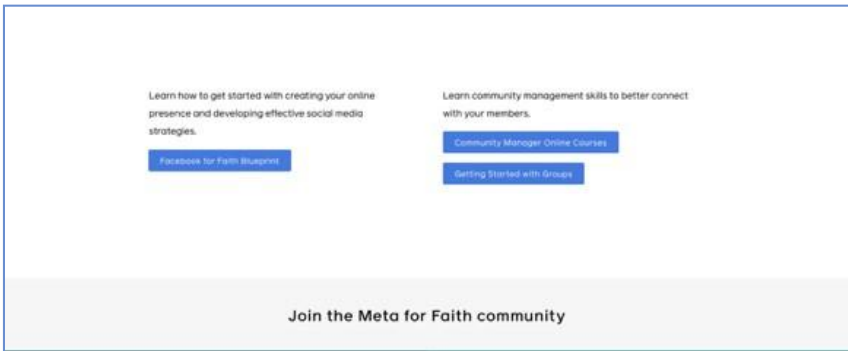 Learn how to get started with creating your online
presence and developing effective social media
strategies.
Facebook for Faith Blueprint
Learn community management skills to better connect
with your members.
Community Manager Online Courses
Getting Started with Groups
Join the Meta for Faith community